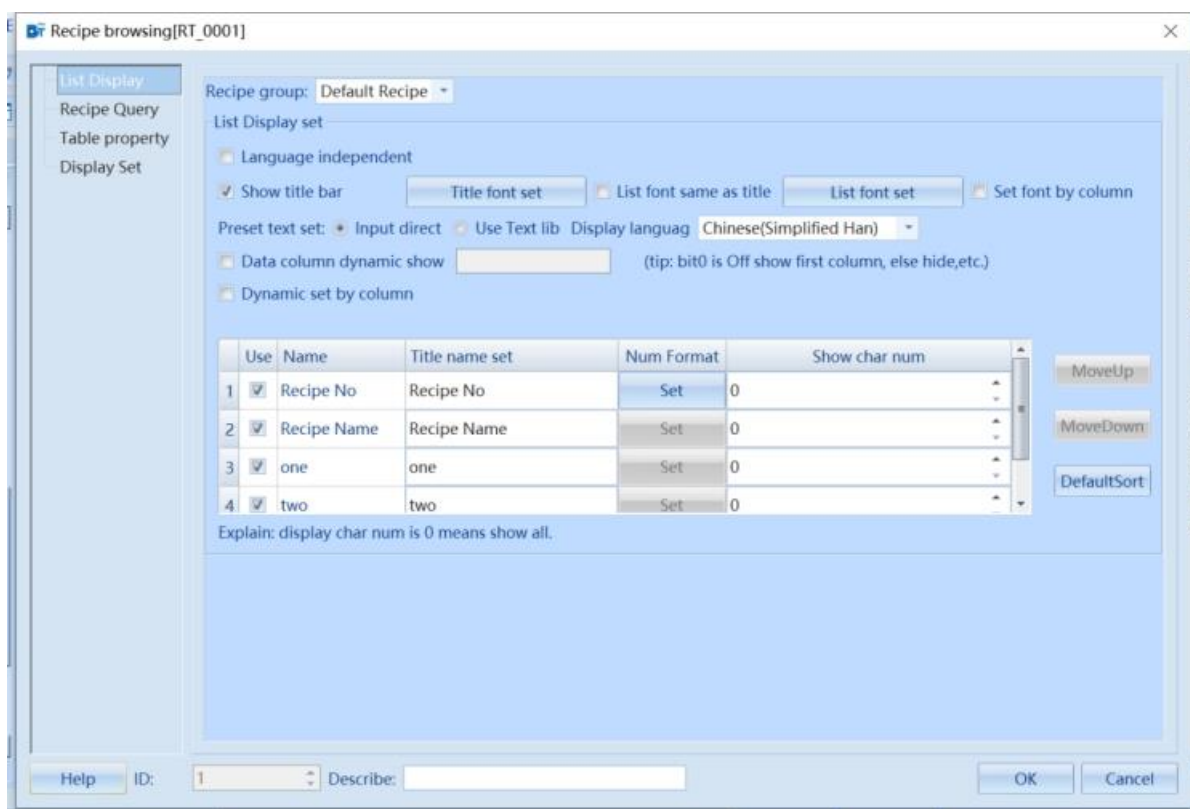 Recipe browsing[RT_0001]
List Display
Recipe Query
Table property
Display Set
Recipe group: Default Recipe
List Display set
Language independent
Show title bar Title font set List font same as title List font set Set font by column
Preset text set: Input direct Use Text lib Display languag Chinese(Simplified Han)
Data column dynamic show (tip: bit0 is Off show first column, else hide,etc.)
Dynamic set by column
Use Name Title name set Num Format Show char num
1 Recipe No Recipe No Set 0
2 Recipe Name Recipe Name Set 0
3 one one Set 0
4 two two Set 0
MoveUp
MoveDown
DefaultSort
Explain: display char num is 0 means show all.
Help ID: 1 Describe: OK Cancel